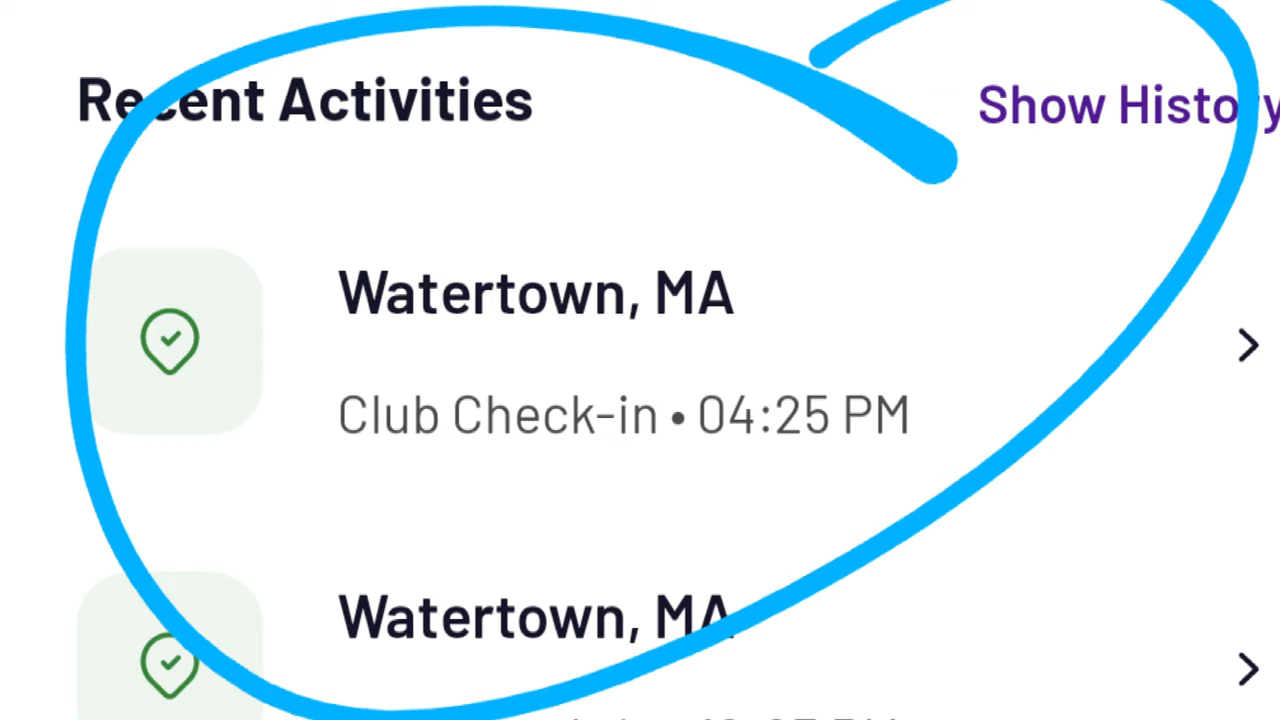 Recent Activities
Show History
Watertown, MA
Club Check-in • 04:25 PM
Watertown, MA